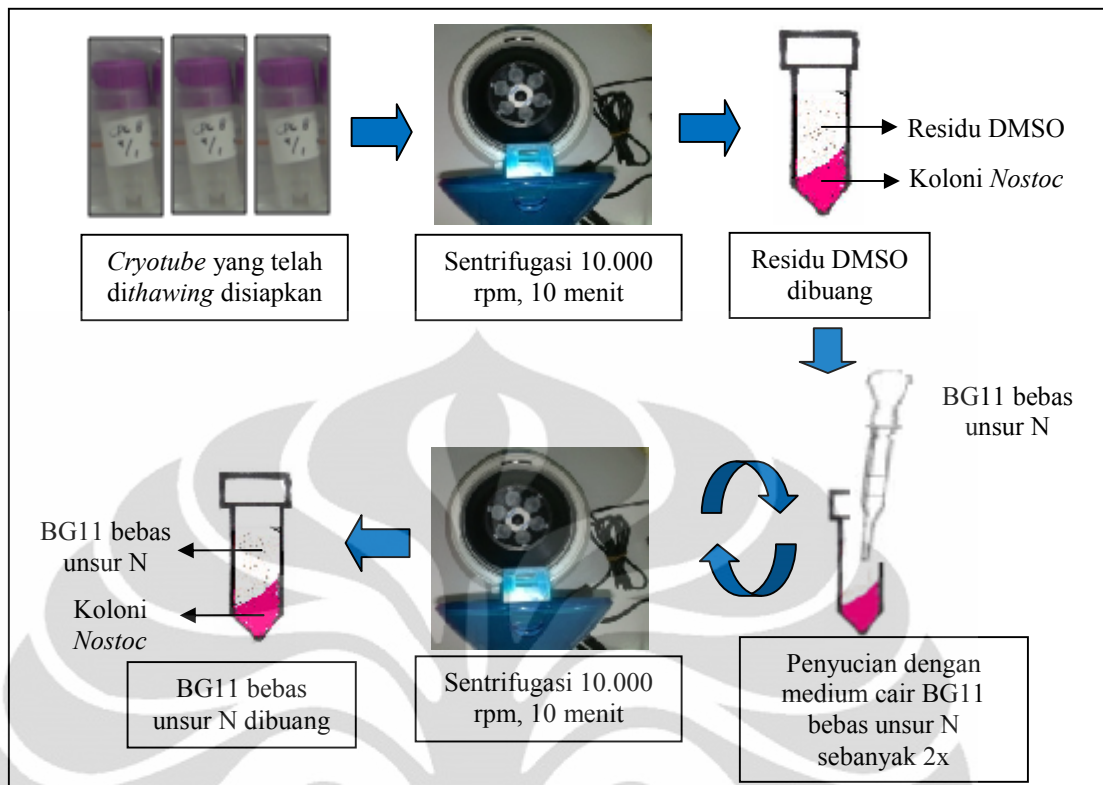 Residu DMSO
Koloni Nostoc
Cryotube yang telah
dithawing disiapkan
Sentrifugasi 10.000
rpm, 10 menit
Residu DMSO
dibuang
BG11 bebas
unsur N
BG11 bebas
unsur N
Koloni
Nostoc
BG11 bebas
unsur N dibuang
Sentrifugasi 10.000
rpm, 10 menit
Penyucian dengan
medium cair BG11
bebas unsur N
sebanyak 2x